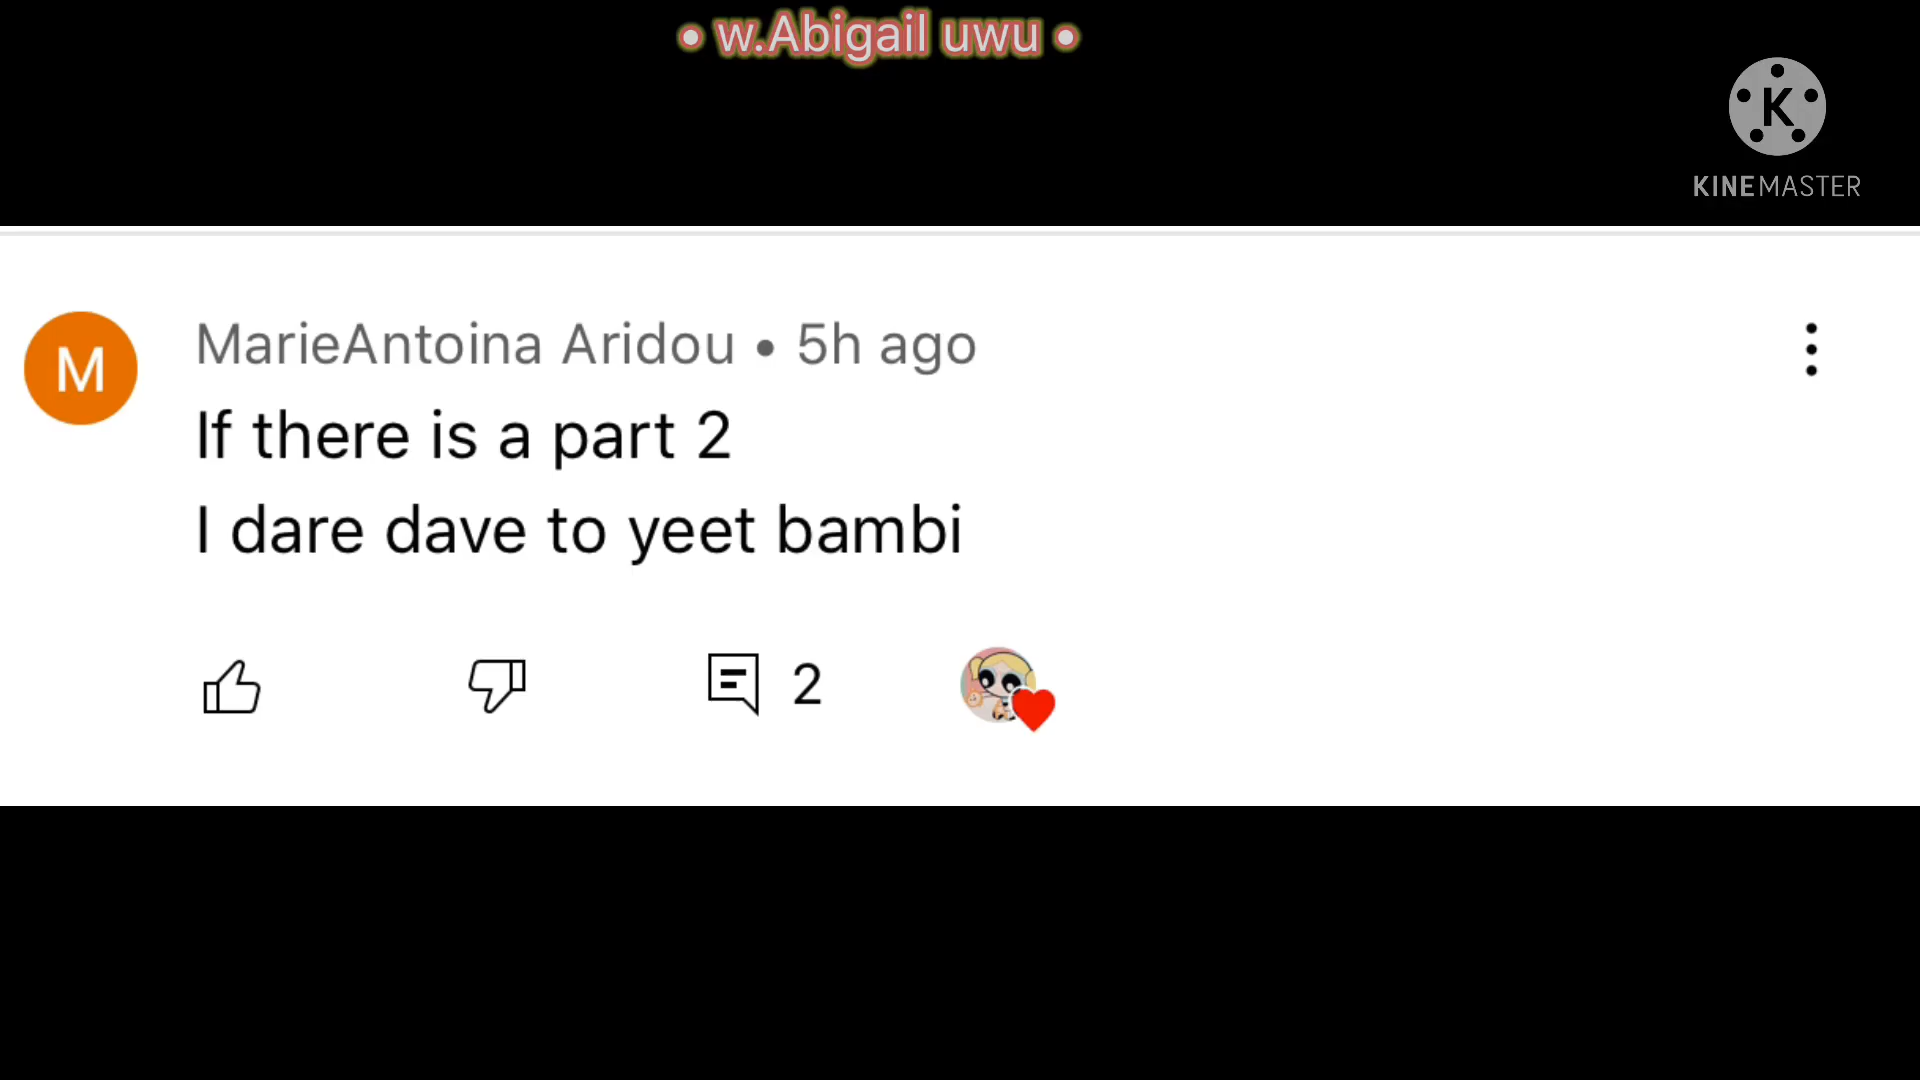 • w.Abigail uwu •
K
KINEMASTER
M
MarieAntoina Aridou • 5h ago
If there is a part 2
I dare dave to yeet bambi
2